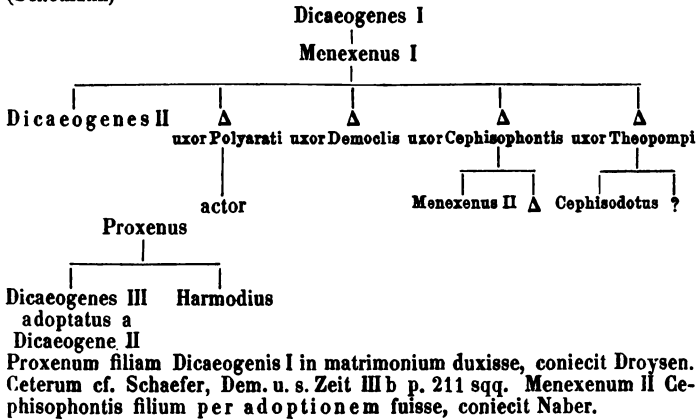 Dicaeogenes I
Menexenus I
Dicaeogenes II Δ Δ Δ Δ
uxor Polyarati uxor Democlis uxor Cephisophontis uxor Theopompi
actor Menexenus II Δ Cephisodotus ?
Proxenus
Dicaeogenes III Harmodius
adoptatus a
Dicaeogene II
Proxenum filiam Dicaeogenis I in matrimonium duxisse, coniecit Droysen.
Ceterum cf. Schaefer, Dem. u. s. Zeit III b p. 211 sqq. Menexenum II Ce-
phisophontis filium per adoptionem fuisse, coniecit Naber.